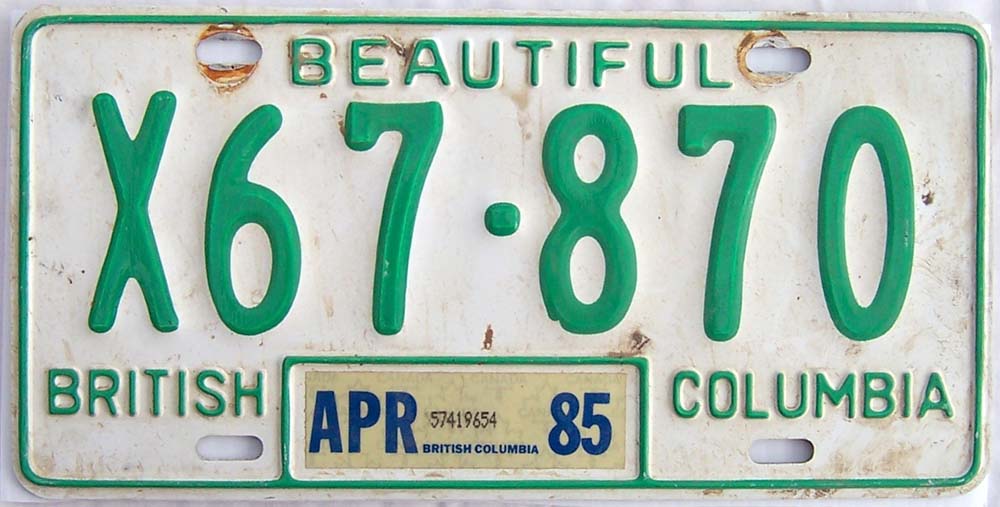 BEAUTIFUL
X67·870
BRITISH COLUMBIA
APR 57419654 85
BRITISH COLUMBIA